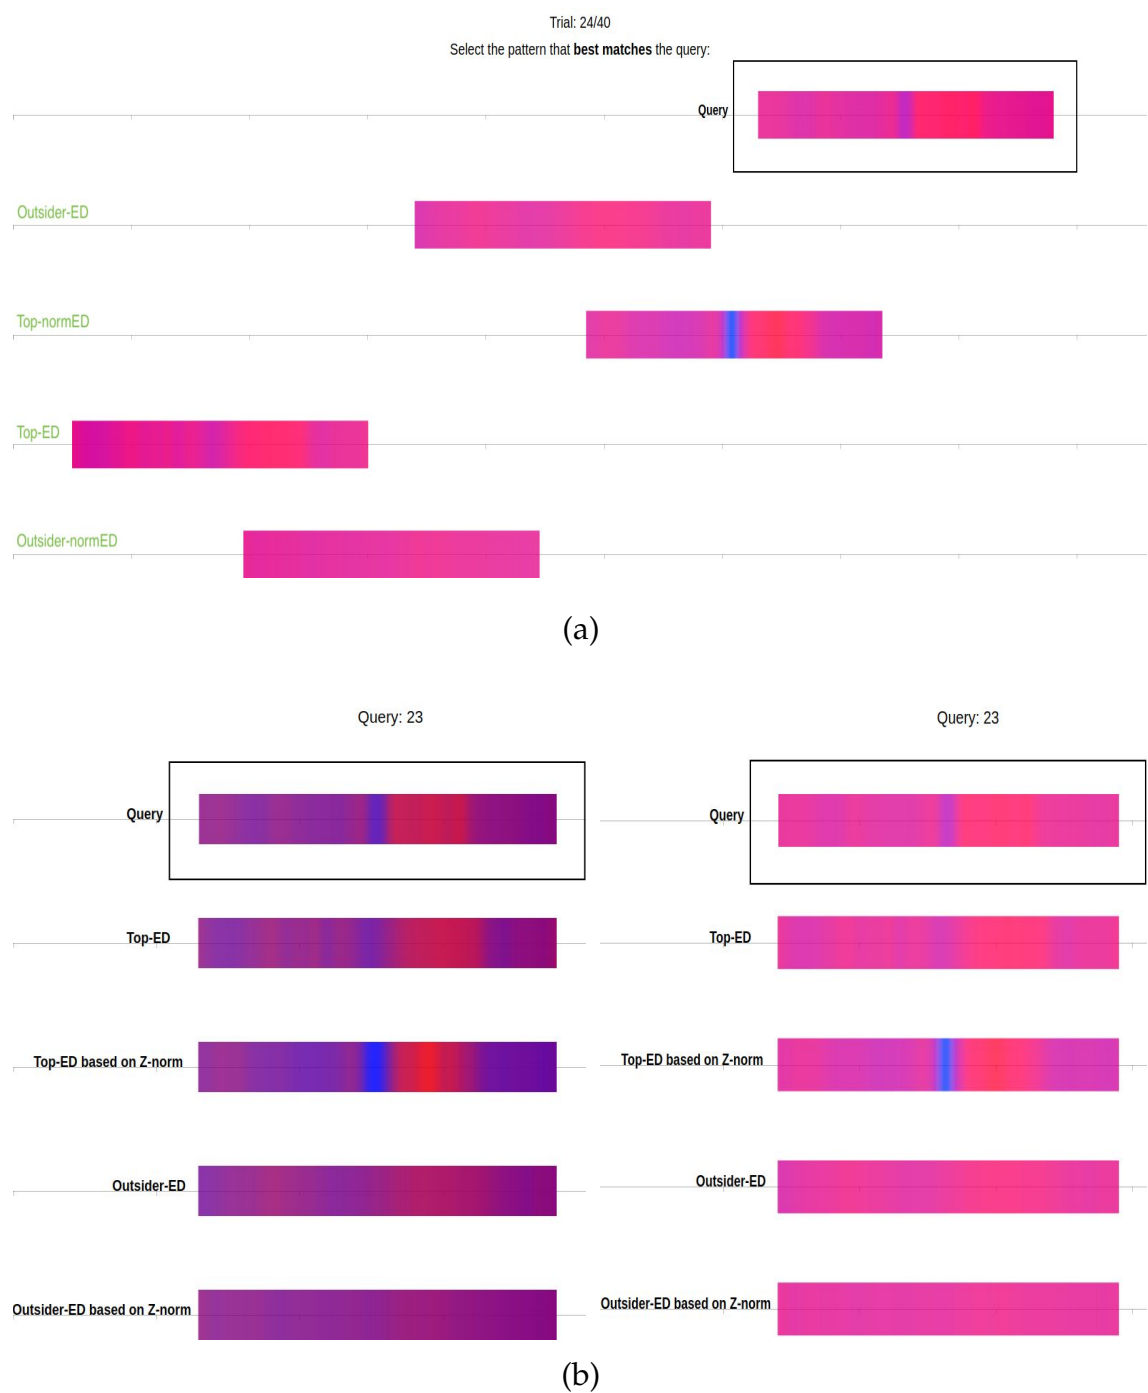 Trial: 24/40
Select the pattern that best matches the query:
Query
Outsider-ED
Top-normED
Top-ED
Outsider-normED
(a)
Query: 23
Query
Top-ED
Top-ED based on Z-norm
Outsider-ED
Outsider-ED based on Z-norm
Query: 23
Query
Top-ED
Top-ED based on Z-norm
Outsider-ED
Outsider-ED based on Z-norm
(b)